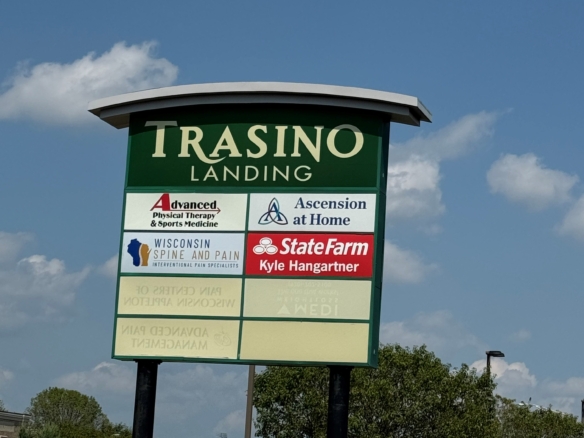 TRASINO
LANDING
Advanced
Physical Therapy
& Sports Medicine
Ascension
at Home
WISCONSIN
SPINE AND PAIN
INTERVENTIONAL PAIN SPECIALISTS
StateFarm
Kyle Hangartner
PAIN CENTERS OF
WISCONSIN APPLETON
ADVANCED PAIN
MANAGEMENT